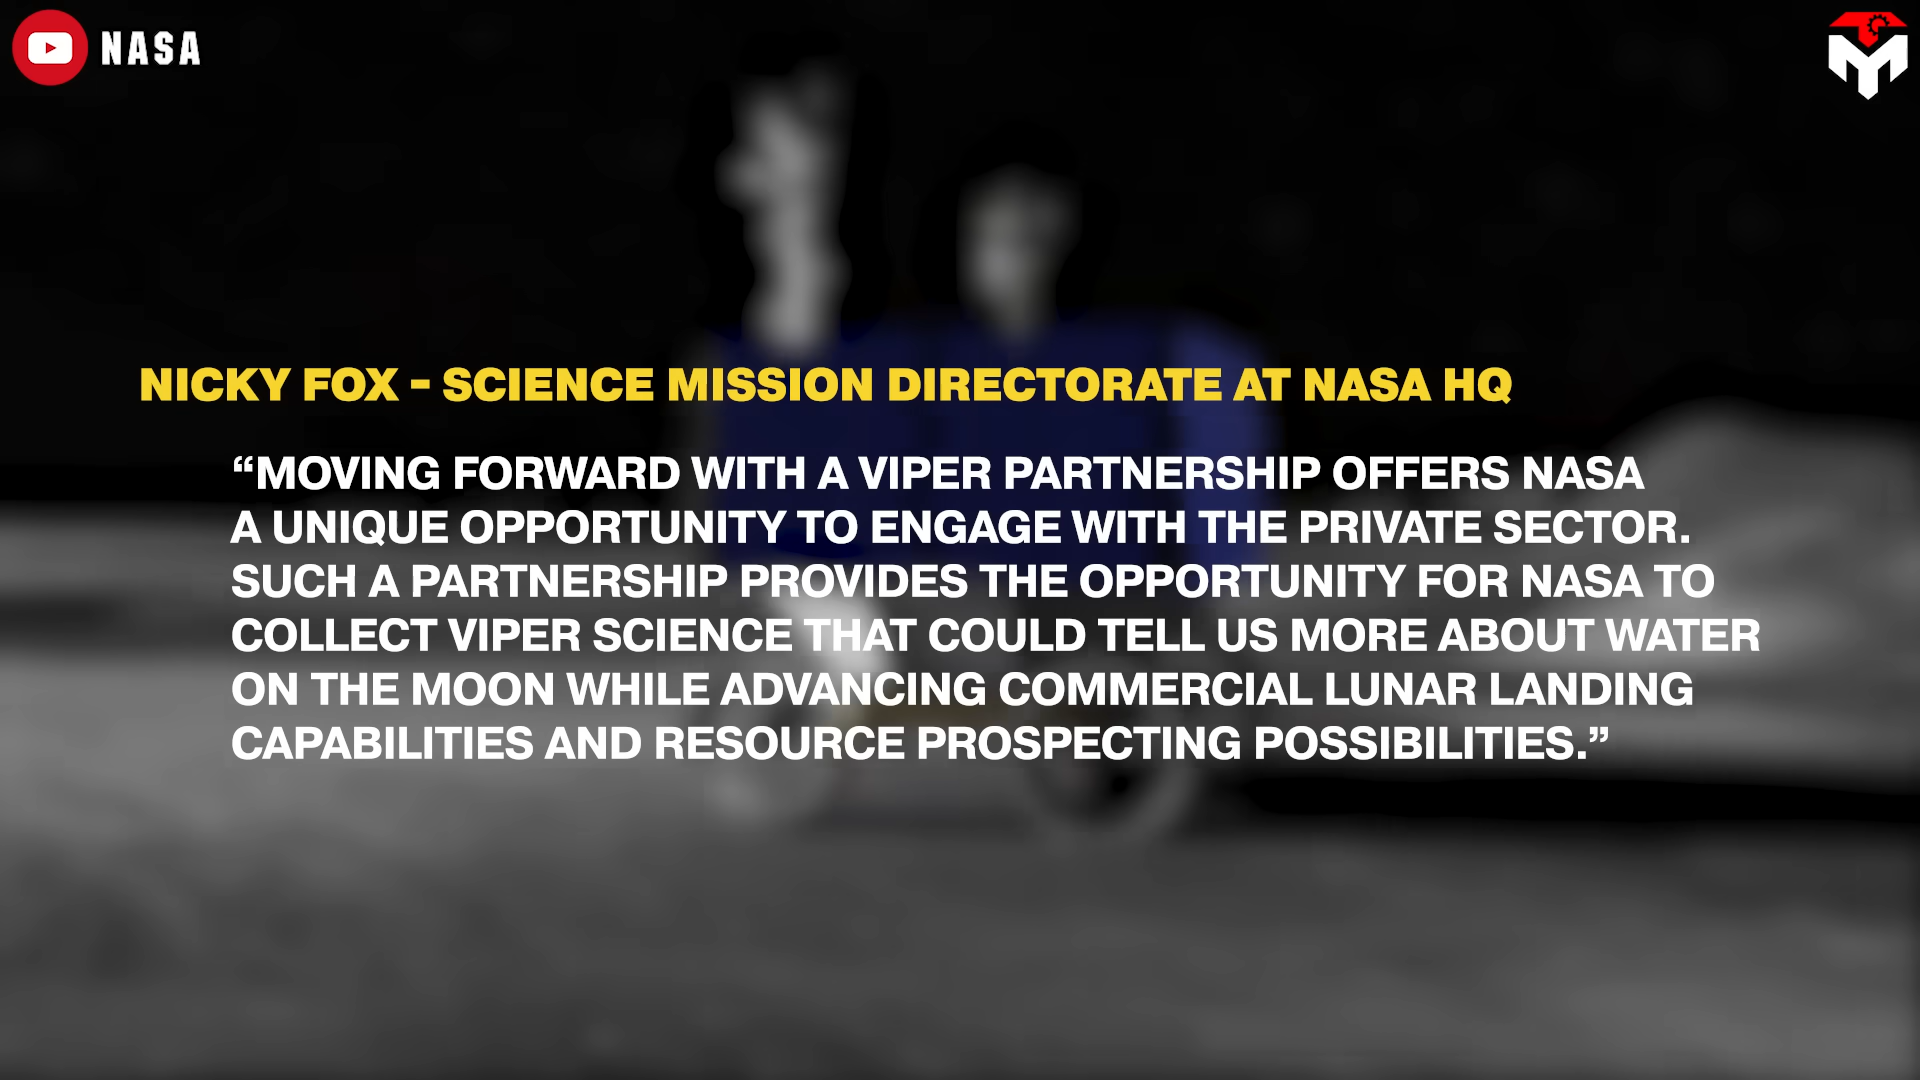 NASA
NICKY FOX - SCIENCE MISSION DIRECTORATE AT NASA HQ
“MOVING FORWARD WITH A VIPER PARTNERSHIP OFFERS NASA
A UNIQUE OPPORTUNITY TO ENGAGE WITH THE PRIVATE SECTOR.
SUCH A PARTNERSHIP PROVIDES THE OPPORTUNITY FOR NASA TO
COLLECT VIPER SCIENCE THAT COULD TELL US MORE ABOUT WATER
ON THE MOON WHILE ADVANCING COMMERCIAL LUNAR LANDING
CAPABILITIES AND RESOURCE PROSPECTING POSSIBILITIES.”